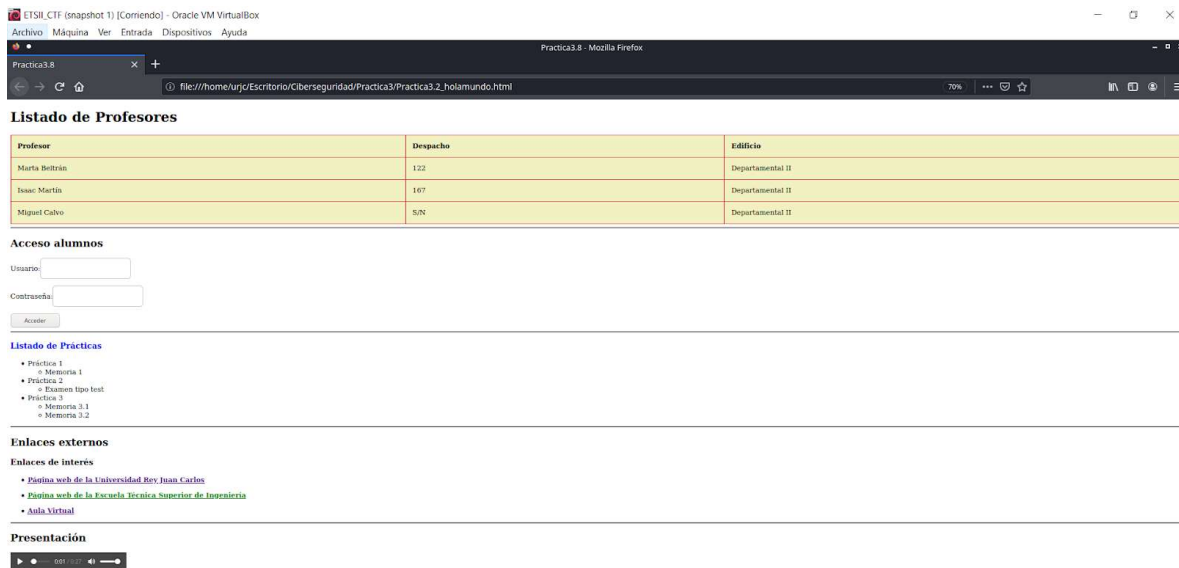 ETSII_CTF (snapshot 1) [Corriendo] - Oracle VM VirtualBox
Archivo Máquina Ver Entrada Dispositivos Ayuda
Practica3.8 - Mozilla Firefox
Practica3.8
file:///home/urjc/Escritorio/Ciberseguridad/Practica3/Practica3.2_holamundo.html 70%
Listado de Profesores
Profesor Despacho Edificio
Marta Beltrán 122 Departamental II
Isaac Martín 167 Departamental II
Miguel Calvo S/N Departamental II
Acceso alumnos
Usuario:
Contraseña:
Acceder
Listado de Prácticas
Práctica 1
Memoria 1
Práctica 2
Examen tipo test
Práctica 3
Memoria 3.1
Memoria 3.2
Enlaces externos
Enlaces de interés
Página web de la Universidad Rey Juan Carlos
Página web de la Escuela Técnica Superior de Ingeniería
Aula Virtual
Presentación
0:01 / 0:27